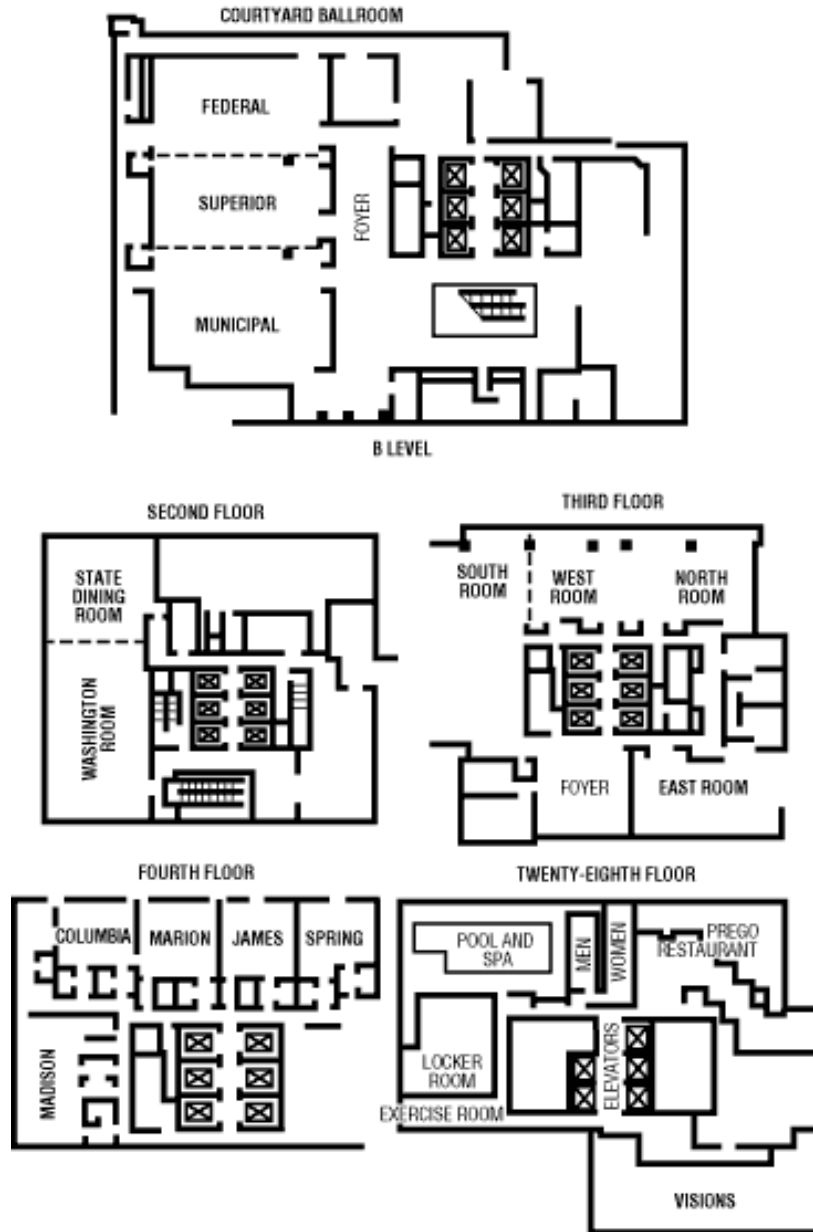 COURTYARD BALLROOM
FEDERAL
SUPERIOR
FOYER
MUNICIPAL
B LEVEL
SECOND FLOOR
STATE
DINING
ROOM
WASHINGTON
ROOM
THIRD FLOOR
SOUTH
ROOM
WEST
ROOM
NORTH
ROOM
FOYER
EAST ROOM
FOURTH FLOOR
COLUMBIA
MARION
JAMES
SPRING
MADISON
TWENTY-EIGHTH FLOOR
POOL AND
SPA
MEN
WOMEN
PREGO
RESTAURANT
LOCKER
ROOM
ELEVATORS
EXERCISE ROOM
VISIONS